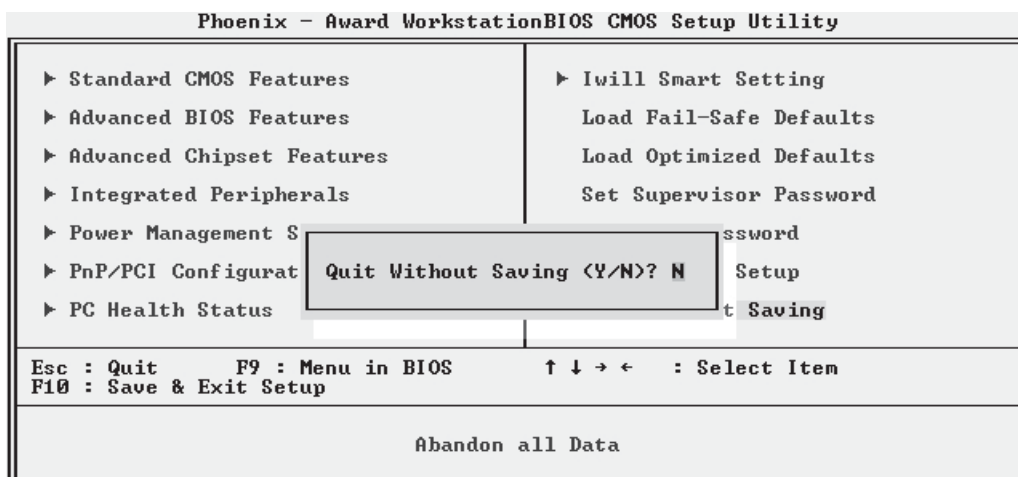 Phoenix - Award WorkstationBIOS CMOS Setup Utility
▶ Standard CMOS Features
▶ Advanced BIOS Features
▶ Advanced Chipset Features
▶ Integrated Peripherals
▶ Power Management S
▶ PnP/PCI Configurat
▶ PC Health Status
▶ Iwill Smart Setting
Load Fail-Safe Defaults
Load Optimized Defaults
Set Supervisor Password
ssword
Setup
t Saving
Quit Without Saving (Y/N)? N
Esc : Quit F9 : Menu in BIOS ↑ ↓ → ← : Select Item
F10 : Save & Exit Setup
Abandon all Data